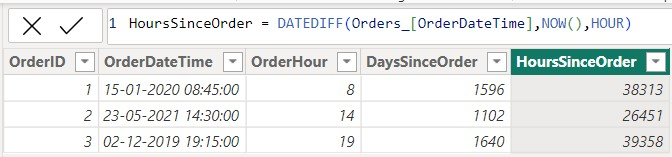 1 HoursSinceOrder = DATEDIFF(Orders_[OrderDateTime],NOW(),HOUR)
OrderID OrderDateTime OrderHour DaysSinceOrder HoursSinceOrder
1 15-01-2020 08:45:00 8 1596 38313
2 23-05-2021 14:30:00 14 1102 26451
3 02-12-2019 19:15:00 19 1640 39358